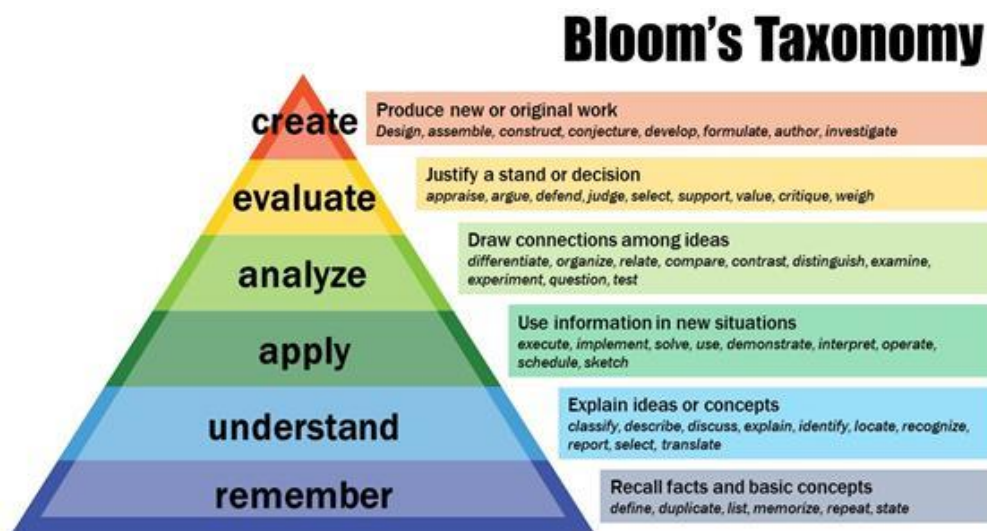 Bloom's Taxonomy
create
Produce new or original work
Design, assemble, construct, conjecture, develop, formulate, author, investigate
evaluate
Justify a stand or decision
appraise, argue, defend, judge, select, support, value, critique, weigh
analyze
Draw connections among ideas
differentiate, organize, relate, compare, contrast, distinguish, examine,
experiment, question, test
apply
Use information in new situations
execute, implement, solve, use, demonstrate, interpret, operate,
schedule, sketch
understand
Explain ideas or concepts
classify, describe, discuss, explain, identify, locate, recognize,
report, select, translate
remember
Recall facts and basic concepts
define, duplicate, list, memorize, repeat, state